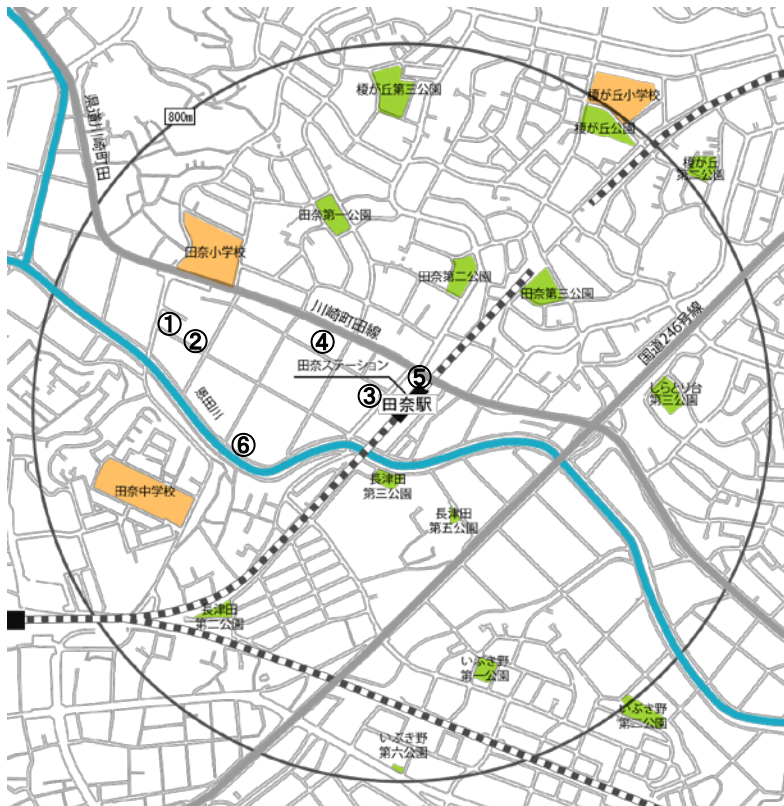 榎が丘第三公園
榎が丘小学校
800m
榎が丘公園
県道川崎町田
榎が丘
第二公園
田奈第一公園
田奈小学校
田奈第二公園
田奈第三公園
川崎町田線
国道246号線
①
②
④
田奈ステーション
⑤
③
田奈駅
しらとり台
第三公園
恩田川
⑥
田奈中学校
長津田
第三公園
長津田
第五公園
長津田
第二公園
いぶき野
第一公園
いぶき野
第二公園
いぶき野
第六公園